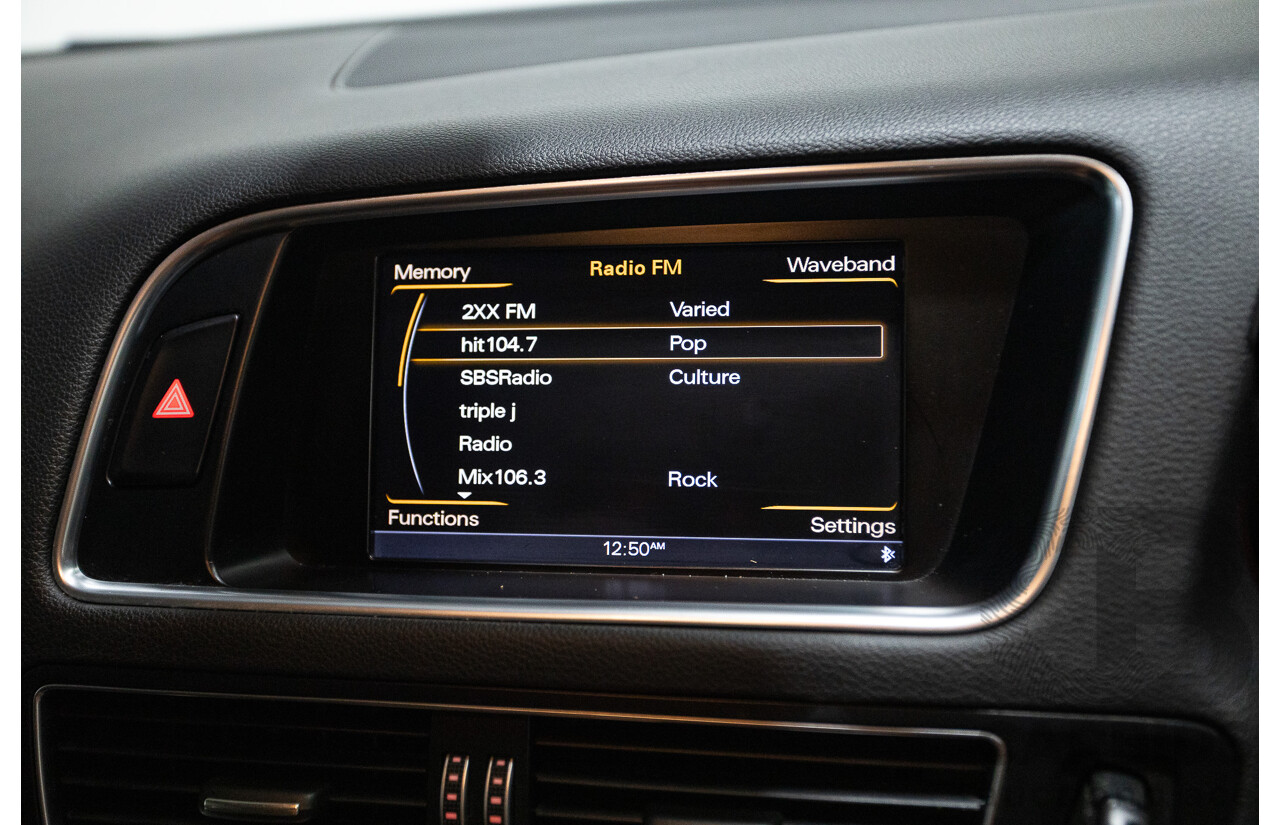 Memory Radio FM Waveband
2XX FM Varied
hit104.7 Pop
SBSRadio Culture
triple j
Radio
Mix106.3 Rock
Functions Settings
12:50AM